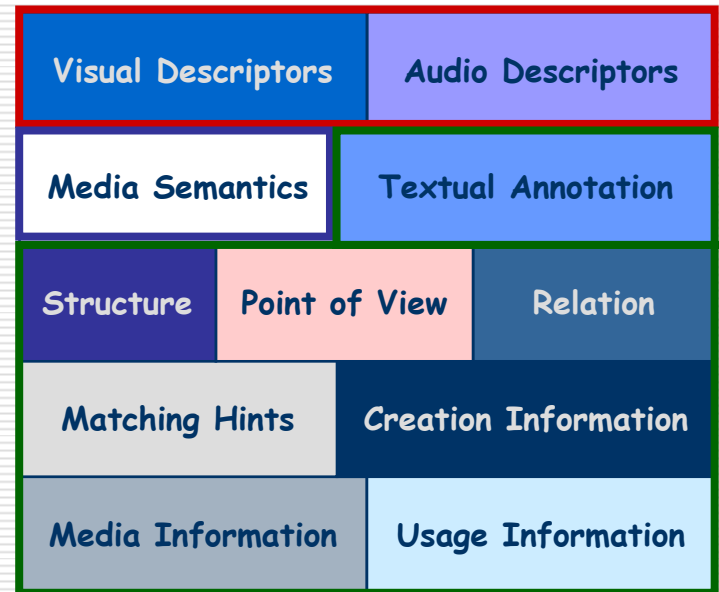 Visual Descriptors
Audio Descriptors
Media Semantics
Textual Annotation
Structure
Point of View
Relation
Matching Hints
Creation Information
Media Information
Usage Information